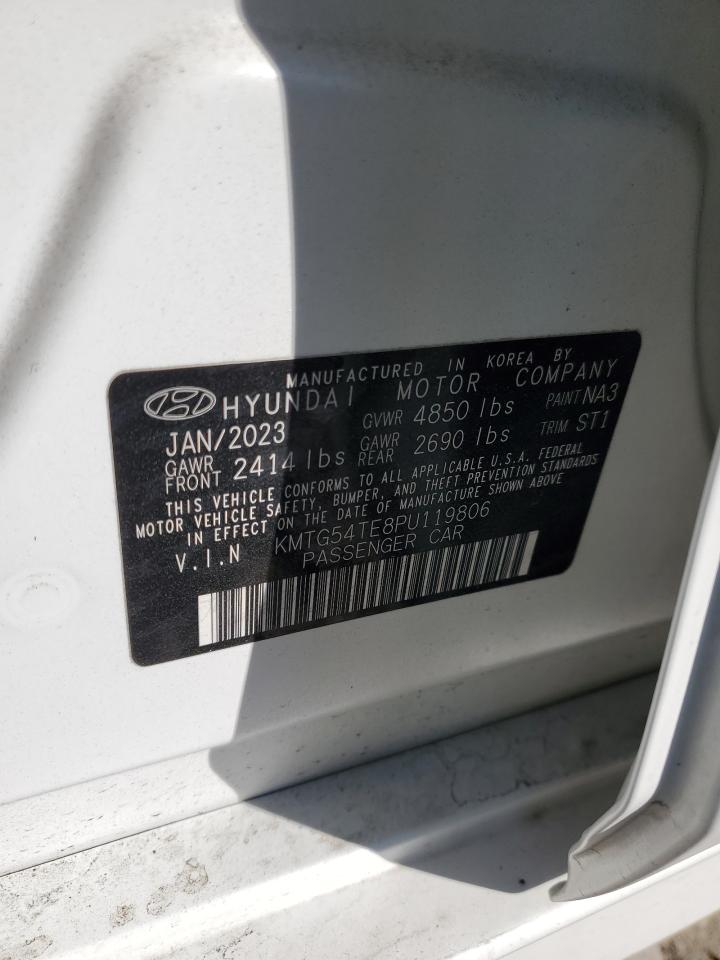 MANUFACTURED IN KOREA BY
HYUNDAI MOTOR COMPANY
JAN/2023 GVWR 4850 lbs PAINT NA3
GAWR FRONT 2414 lbs GAWR REAR 2690 lbs TRIM ST1
THIS VEHICLE CONFORMS TO ALL APPLICABLE U.S.A. FEDERAL
MOTOR VEHICLE SAFETY, BUMPER, AND THEFT PREVENTION STANDARDS
IN EFFECT ON THE DATE OF MANUFACTURE SHOWN ABOVE
V.I.N KMTG54TE8PU119806
PASSENGER CAR